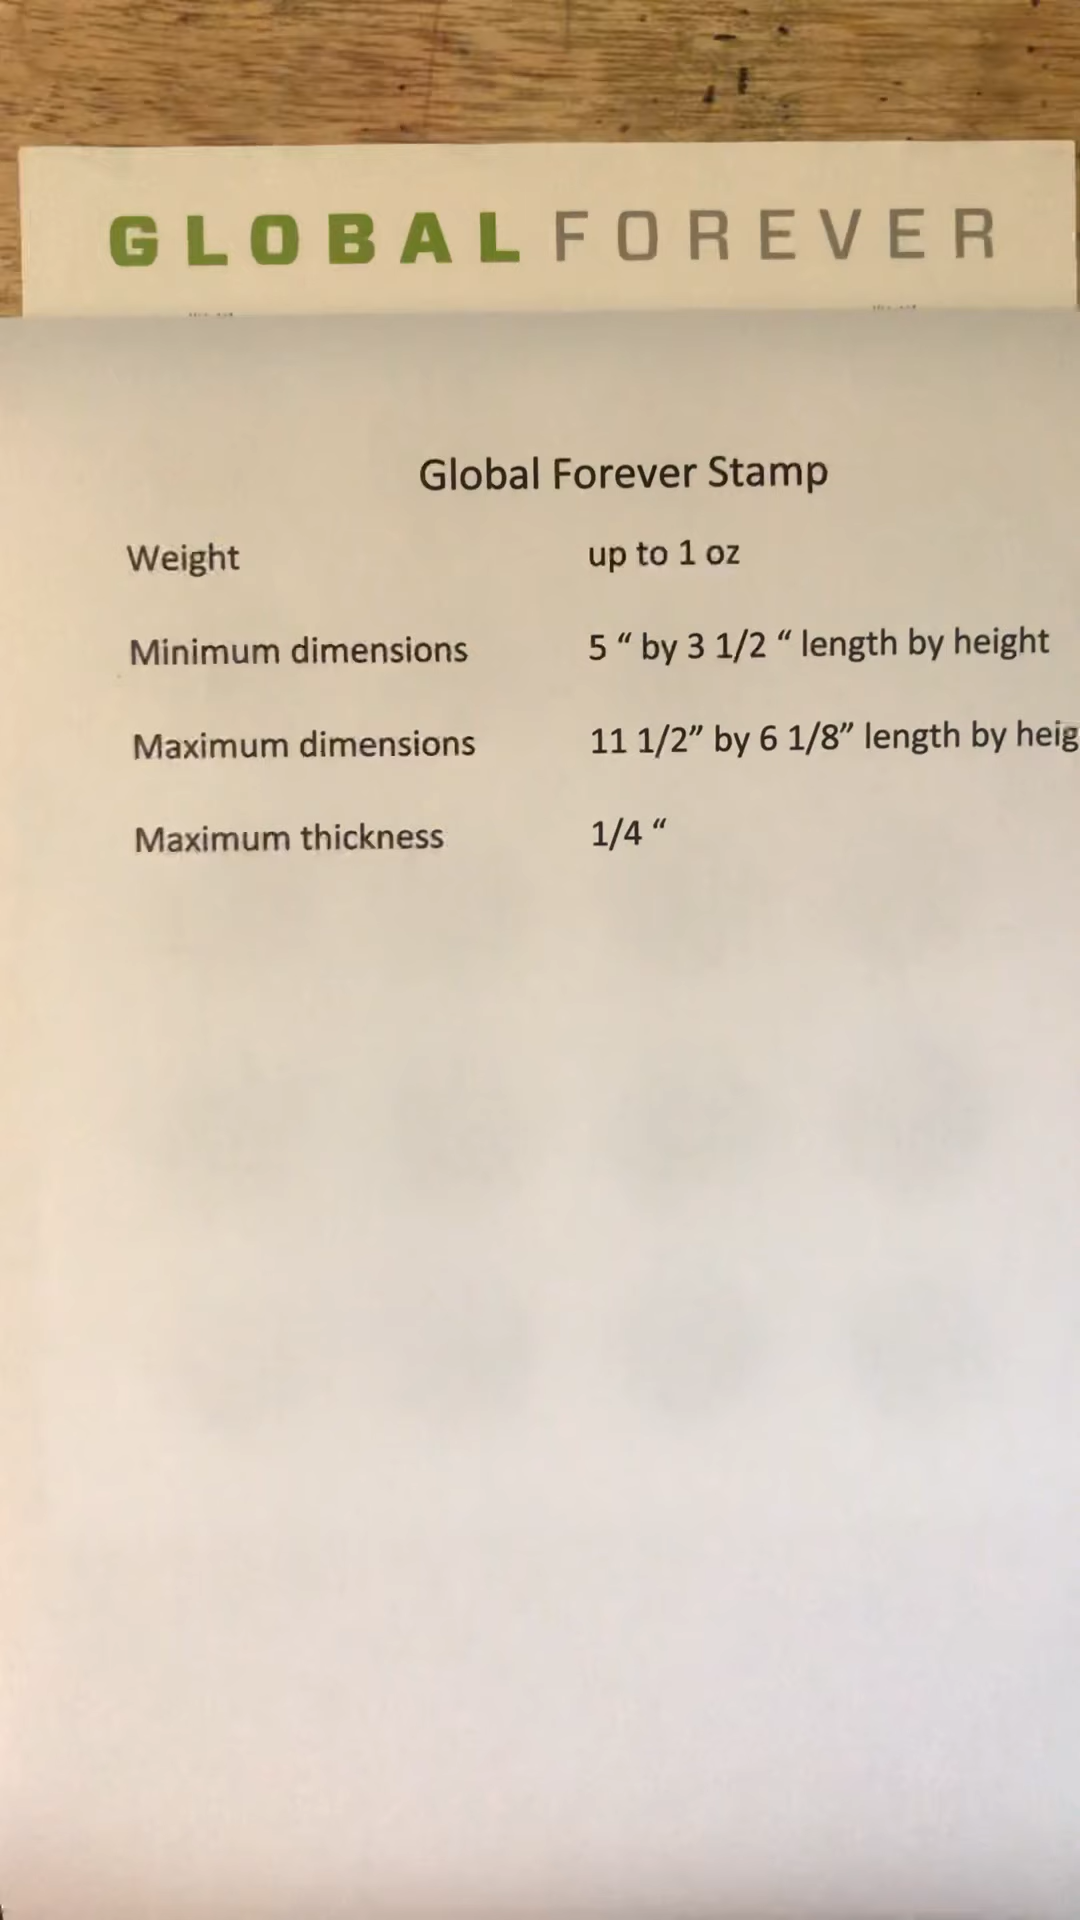 GLOBAL FOREVER
Global Forever Stamp
Weight up to 1 oz
Minimum dimensions 5 “ by 3 1/2 “ length by height
Maximum dimensions 11 1/2” by 6 1/8” length by heig
Maximum thickness 1/4 “